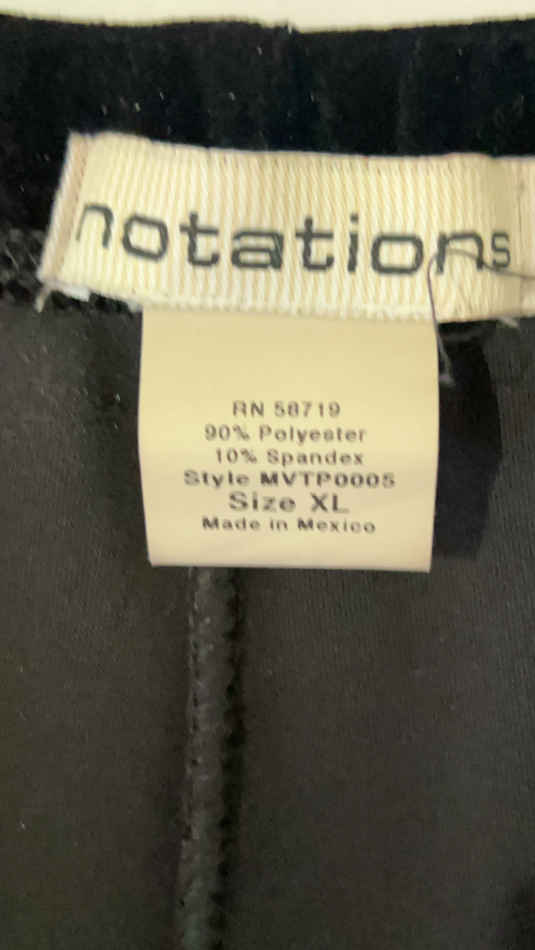 notations
RN 58719
90% Polyester
10% Spandex
Style MVTP0005
Size XL
Made in Mexico